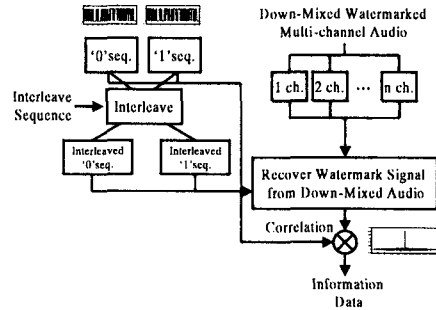 Down-Mixed Watermarked
Multi-channel Audio
‘0’seq.
‘1’seq.
1 ch.
2 ch.
...
n ch.
Interleave
Sequence
Interleave
Interleaved
‘0’seq.
Interleaved
‘1’seq.
Recover Watermark Signal
from Down-Mixed Audio
Correlation
Information
Data